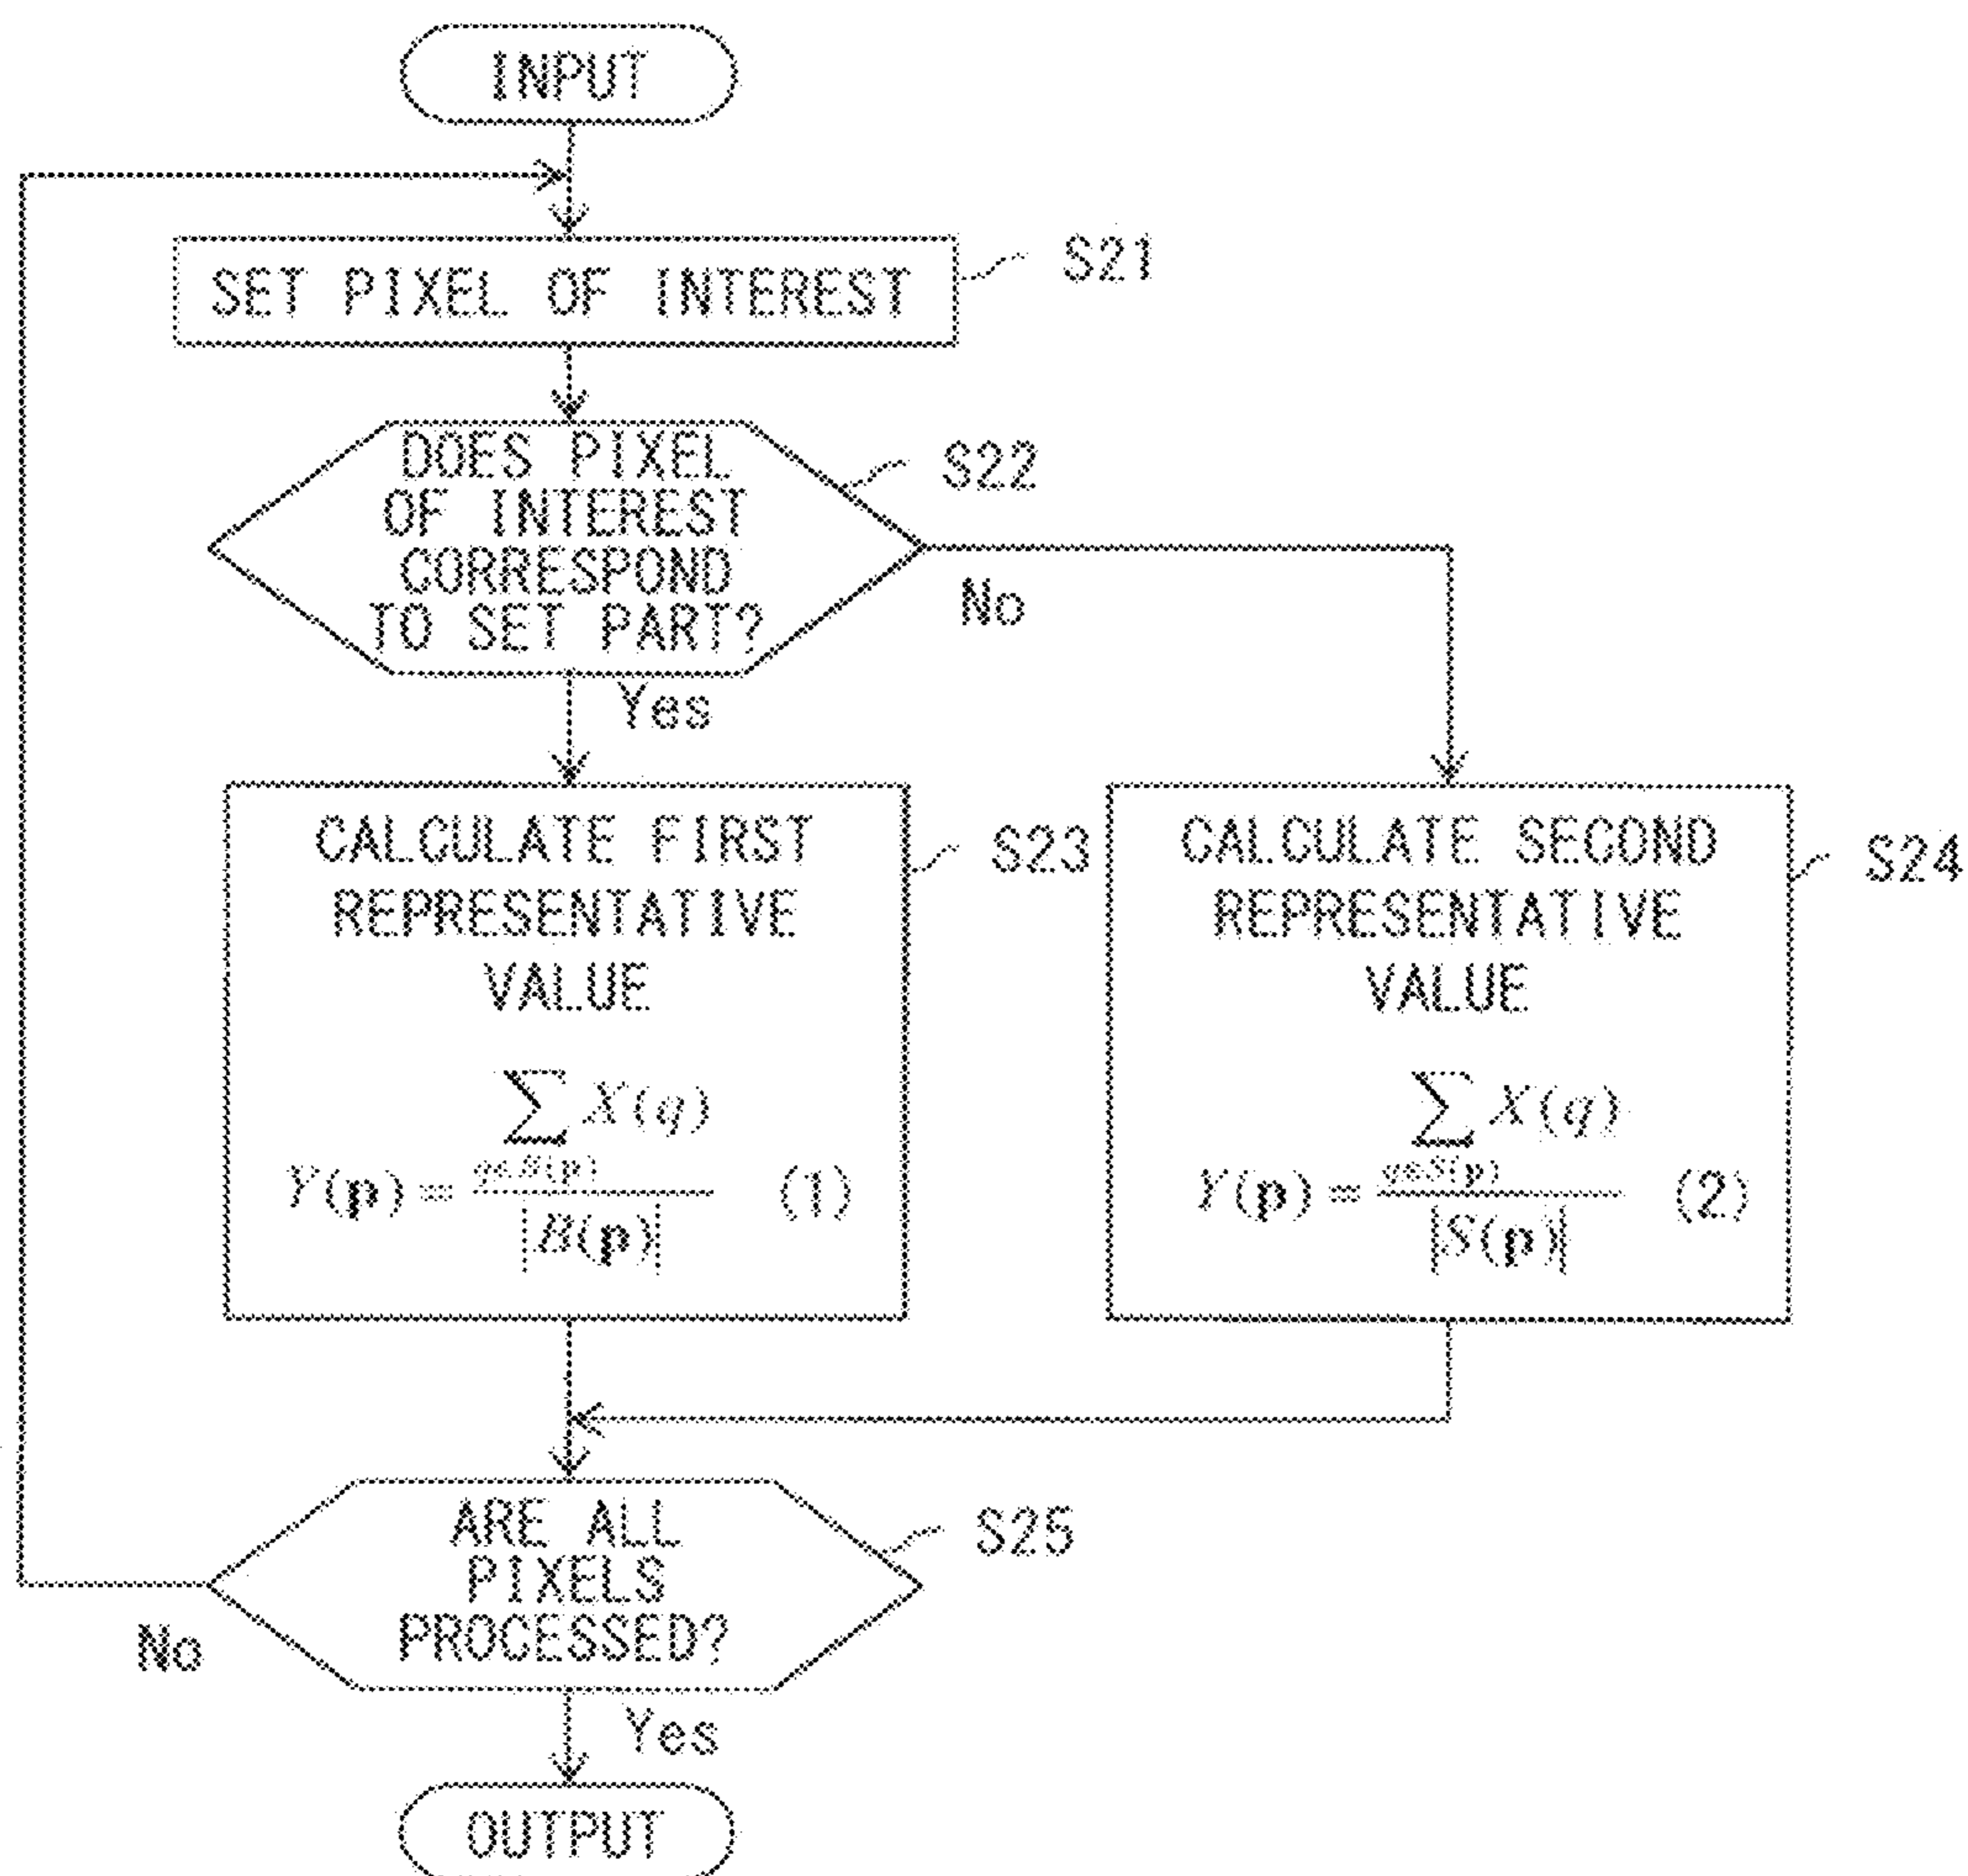 INPUT
SET PIXEL OF INTEREST
S21
DOES PIXEL
OF INTEREST
CORRESPOND
TO SET PART?
S22
No
Yes
CALCULATE FIRST
REPRESENTATIVE
VALUE
∑ X(q)
q∈B(p)
Y(p) = (1)
|B(p)|
S23
CALCULATE SECOND
REPRESENTATIVE
VALUE
∑ X(q)
q∈S(p)
Y(p) = (2)
|S(p)|
S24
ARE ALL
PIXELS
PROCESSED?
S25
No
Yes
OUTPUT